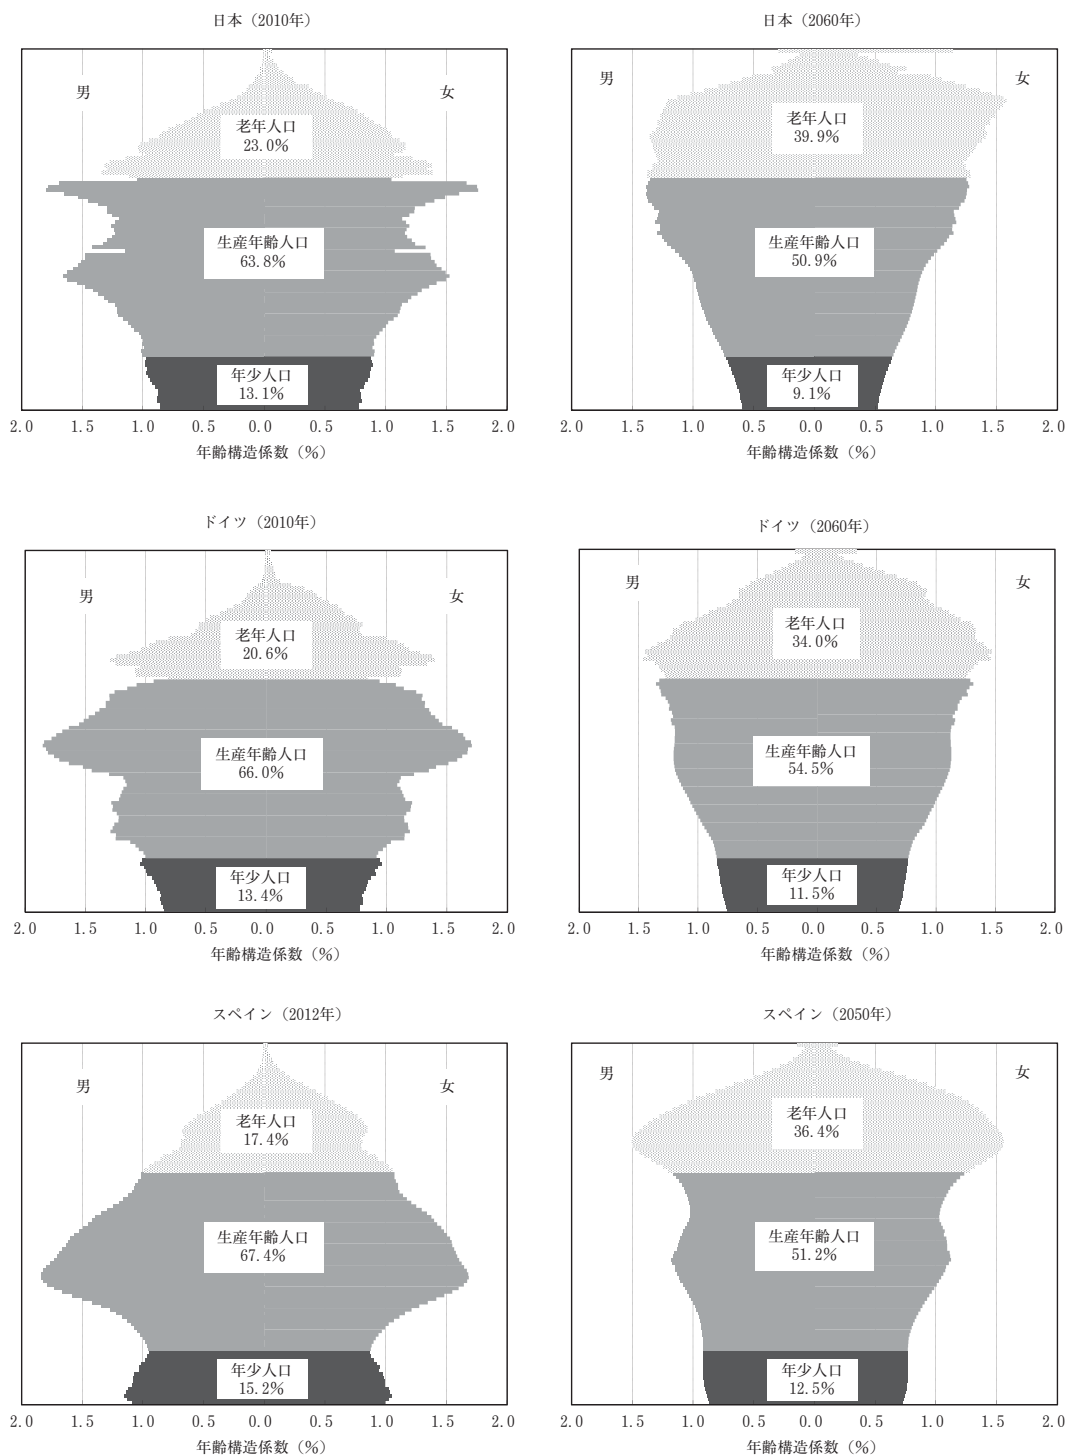 日本（2010年）
男
女
老年人口
23.0%
生産年齢人口
63.8%
年少人口
13.1%
2.0 1.5 1.0 0.5 0.0 0.5 1.0 1.5 2.0
年齢構造係数（%）
日本（2060年）
男
女
老年人口
39.9%
生産年齢人口
50.9%
年少人口
9.1%
2.0 1.5 1.0 0.5 0.0 0.5 1.0 1.5 2.0
年齢構造係数（%）
ドイツ（2010年）
男
女
老年人口
20.6%
生産年齢人口
66.0%
年少人口
13.4%
2.0 1.5 1.0 0.5 0.0 0.5 1.0 1.5 2.0
年齢構造係数（%）
ドイツ（2060年）
男
女
老年人口
34.0%
生産年齢人口
54.5%
年少人口
11.5%
2.0 1.5 1.0 0.5 0.0 0.5 1.0 1.5 2.0
年齢構造係数（%）
スペイン（2012年）
男
女
老年人口
17.4%
生産年齢人口
67.4%
年少人口
15.2%
2.0 1.5 1.0 0.5 0.0 0.5 1.0 1.5 2.0
年齢構造係数（%）
スペイン（2050年）
男
女
老年人口
36.4%
生産年齢人口
51.2%
年少人口
12.5%
2.0 1.5 1.0 0.5 0.0 0.5 1.0 1.5 2.0
年齢構造係数（%）